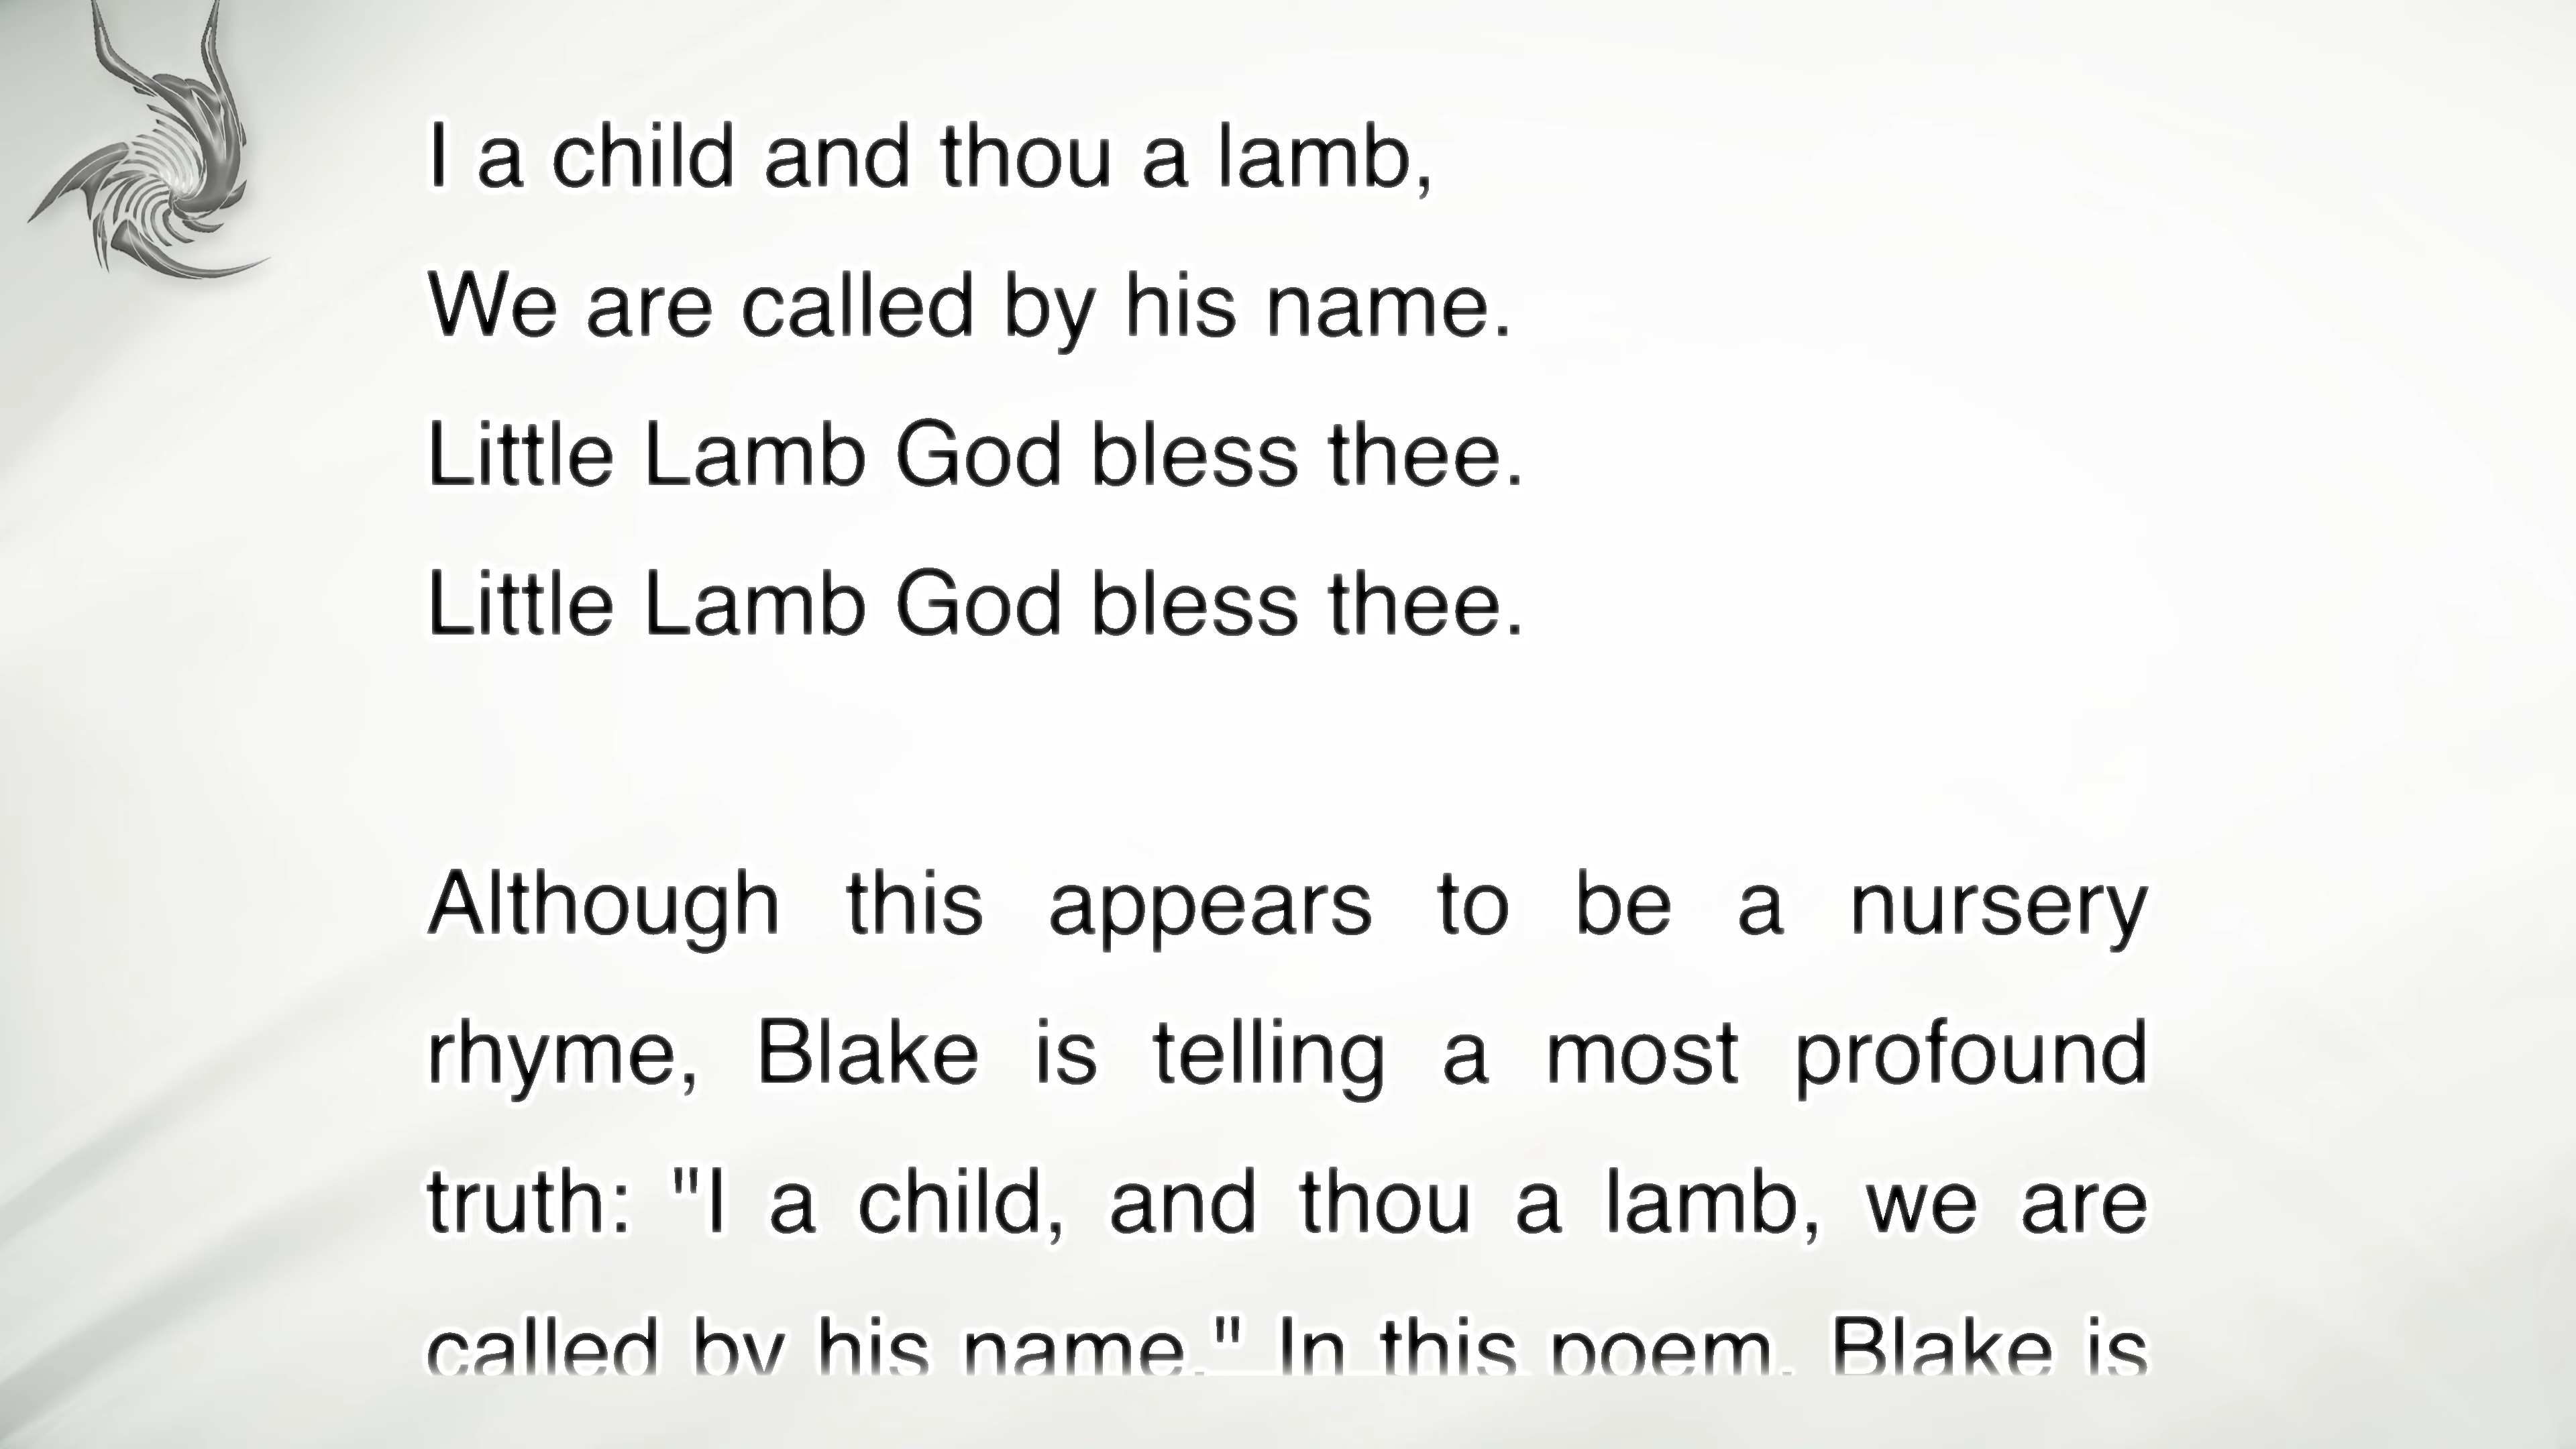 I a child and thou a lamb,
We are called by his name.
Little Lamb God bless thee.
Little Lamb God bless thee.
Although this appears to be a nursery
rhyme, Blake is telling a most profound
truth: "I a child, and thou a lamb, we are
called by his name." In this poem, Blake is